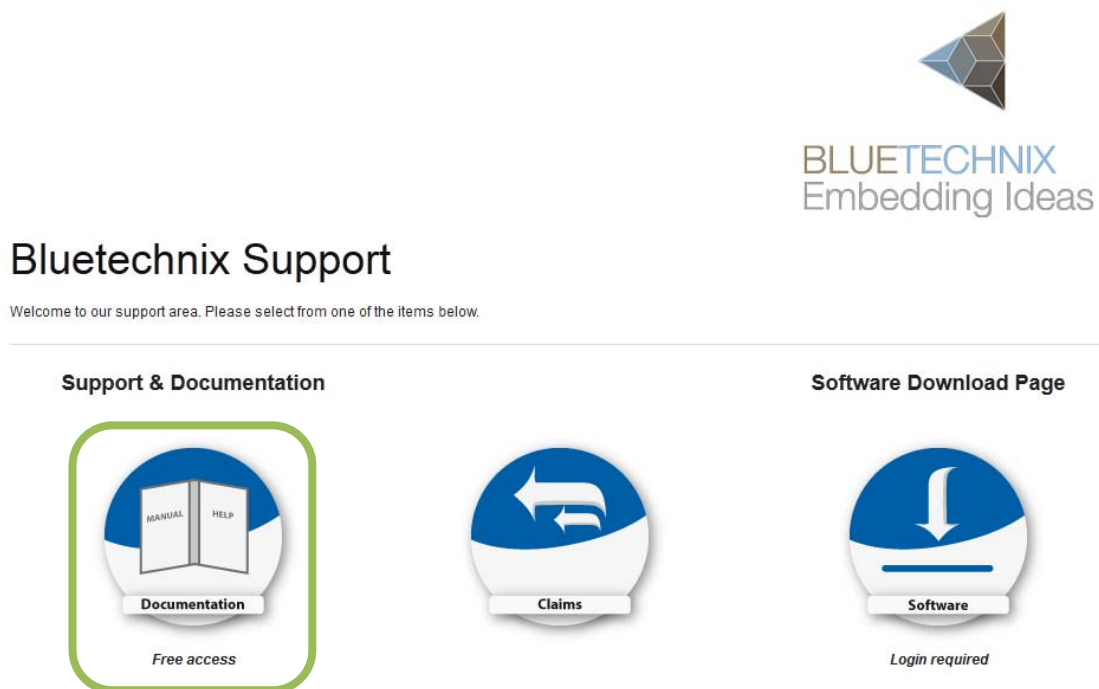 BLUETECHNIX
Embedding Ideas
Bluetechnix Support
Welcome to our support area. Please select from one of the items below.
Support & Documentation
Software Download Page
MANUAL
HELP
Documentation
Claims
Software
Free access
Login required